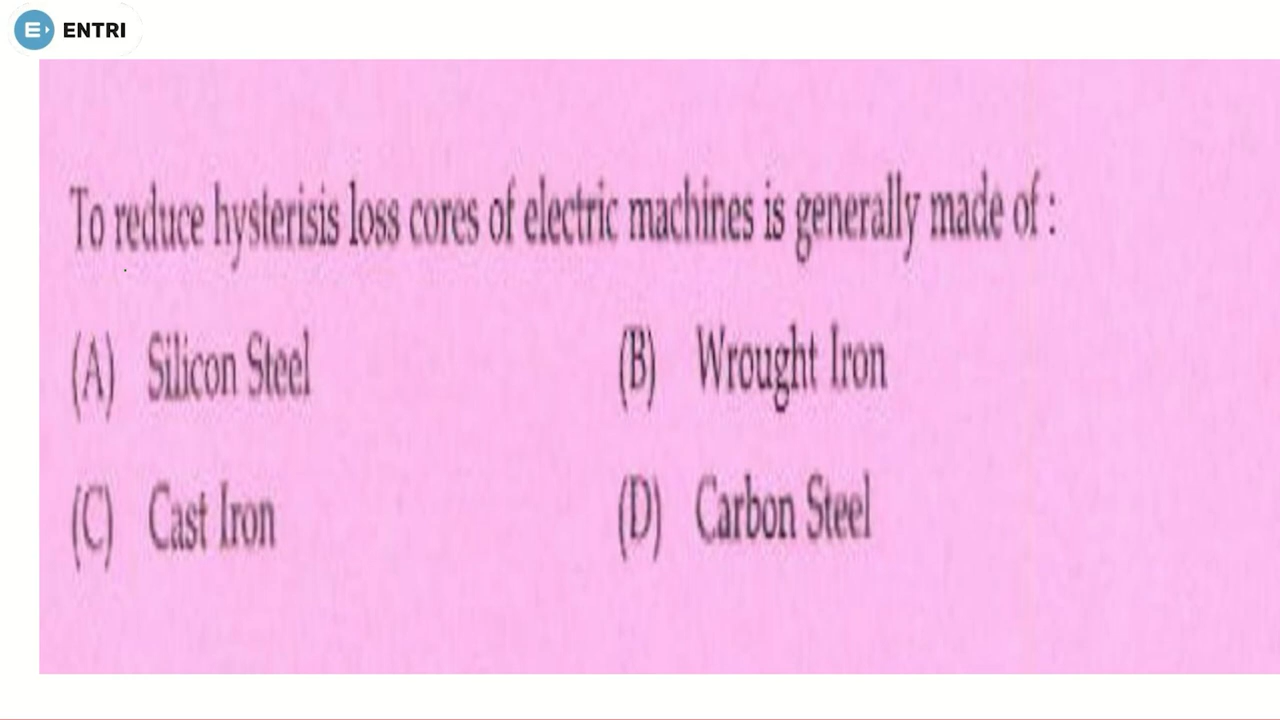 ENTRI
To reduce hysterisis loss cores of electric machines is generally made of :
(A) Silicon Steel (B) Wrought Iron
(C) Cast Iron (D) Carbon Steel